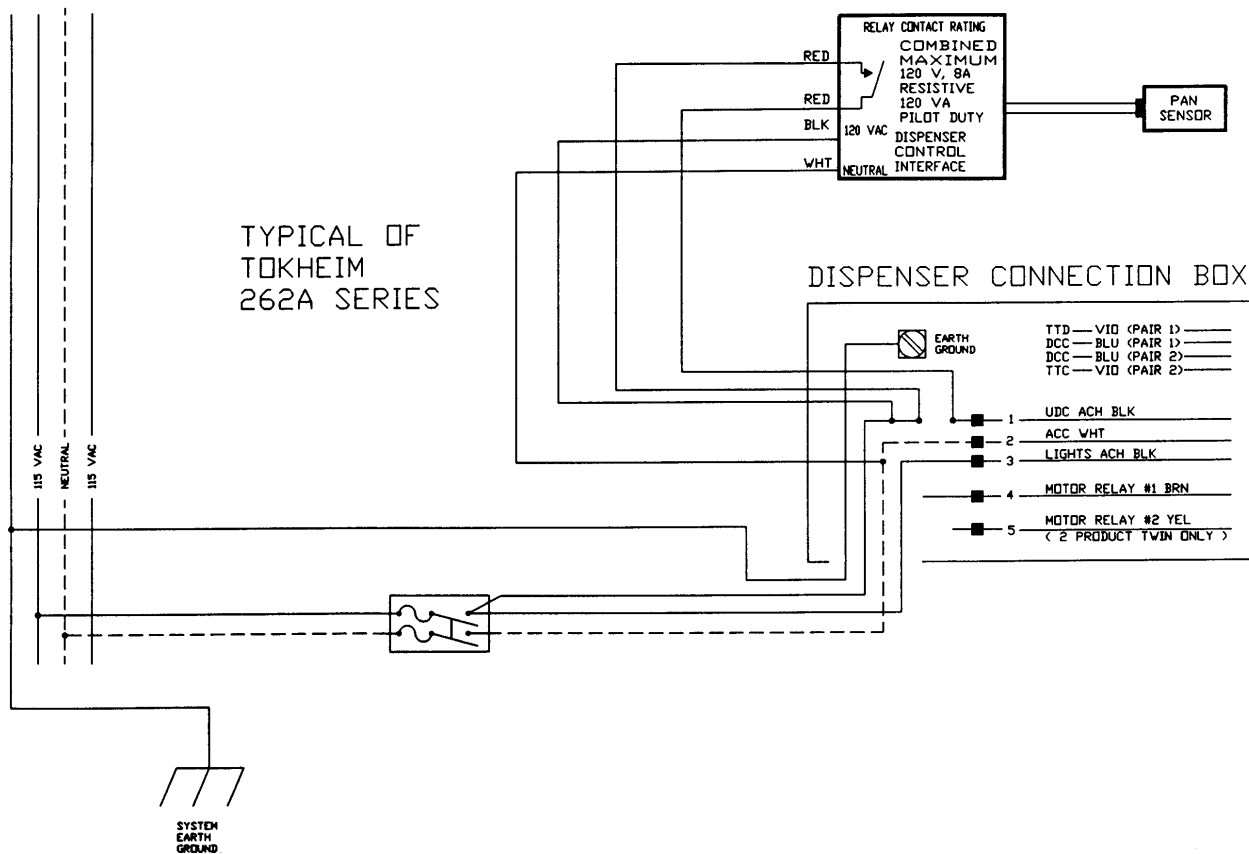 RELAY CONTACT RATING
COMBINED
MAXIMUM
120 V, 8A
RESISTIVE
120 VA
PILOT DUTY
DISPENSER
CONTROL
INTERFACE
RED
RED
BLK
120 VAC
WHT
NEUTRAL
PAN
SENSOR
TYPICAL OF
TOKHEIM
262A SERIES
DISPENSER CONNECTION BOX
EARTH
GROUND
TTD — VIO (PAIR 1)
DCC — BLU (PAIR 1)
DCC — BLU (PAIR 2)
TTC — VIO (PAIR 2)
1 UDC ACH BLK
2 ACC WHT
3 LIGHTS ACH BLK
4 MOTOR RELAY #1 BRN
5 MOTOR RELAY #2 YEL
( 2 PRODUCT TWIN ONLY )
115 VAC
NEUTRAL
115 VAC
SYSTEM
EARTH
GROUND